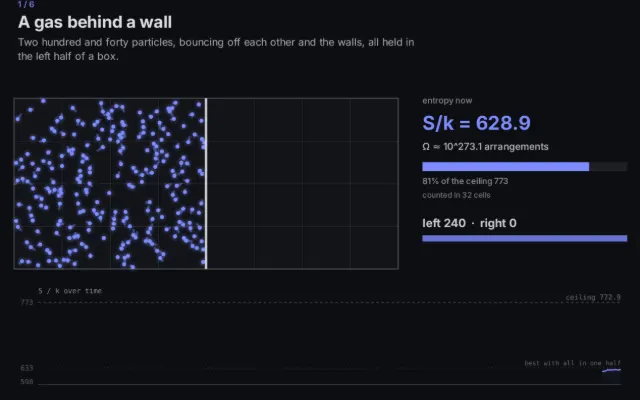 1 / 6
A gas behind a wall
Two hundred and forty particles, bouncing off each other and the walls, all held in
the left half of a box.
entropy now
S/k = 628.9
Ω ≈ 10^273.1 arrangements
81% of the ceiling 773
counted in 32 cells
left 240 · right 0
S / k over time
773
ceiling 772.9
best with all in one half
633
598